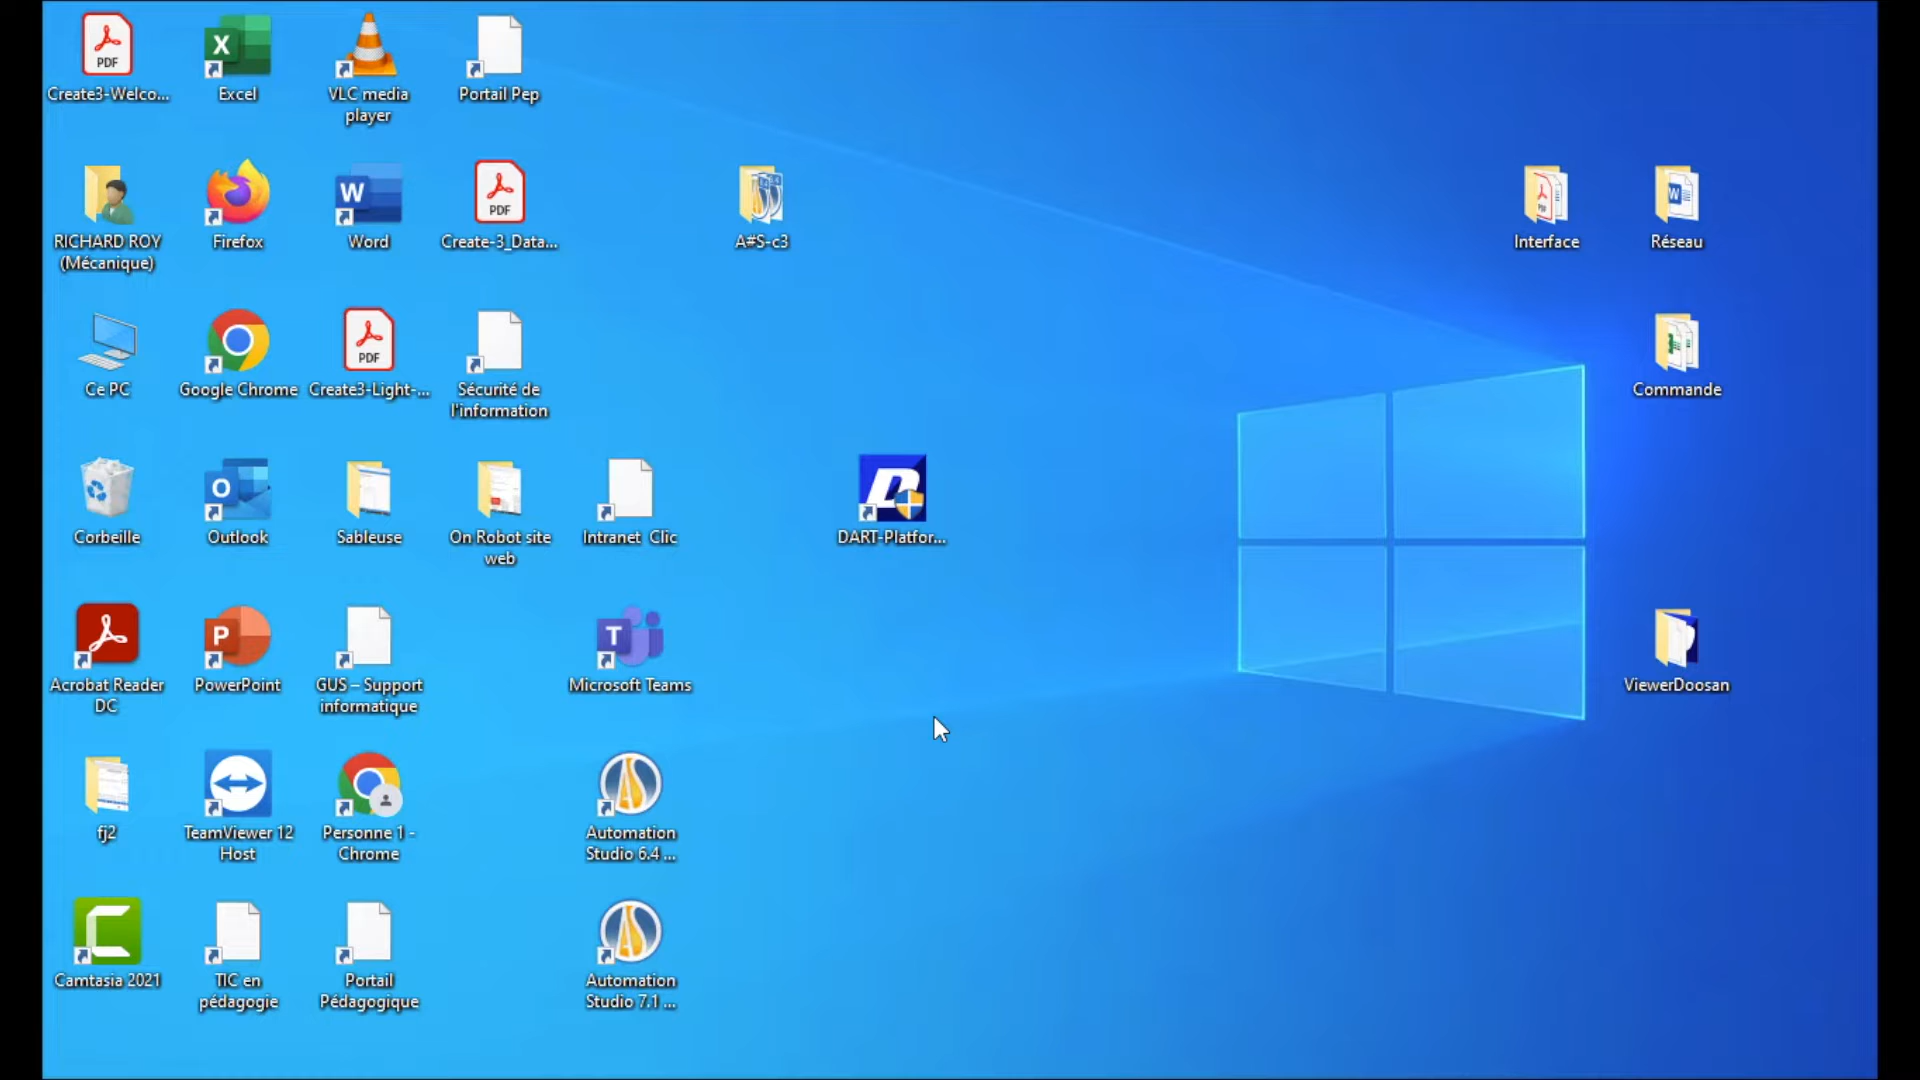 Create3-Welco...
Excel
VLC media
player
Portail Pep
RICHARD ROY
(Mécanique)
Firefox
Word
Create-3_Data...
A#S-c3
Interface
Réseau
Ce PC
Google Chrome
Create3-Light-...
Sécurité de
l'information
Commande
Corbeille
Outlook
Sableuse
On Robot site
web
Intranet Clic
DART-Platfor...
Acrobat Reader
DC
PowerPoint
GUS – Support
informatique
Microsoft Teams
ViewerDoosan
fj2
TeamViewer 12
Host
Personne 1 -
Chrome
Automation
Studio 6.4 ...
Camtasia 2021
TIC en
pédagogie
Portail
Pédagogique
Automation
Studio 7.1 ...